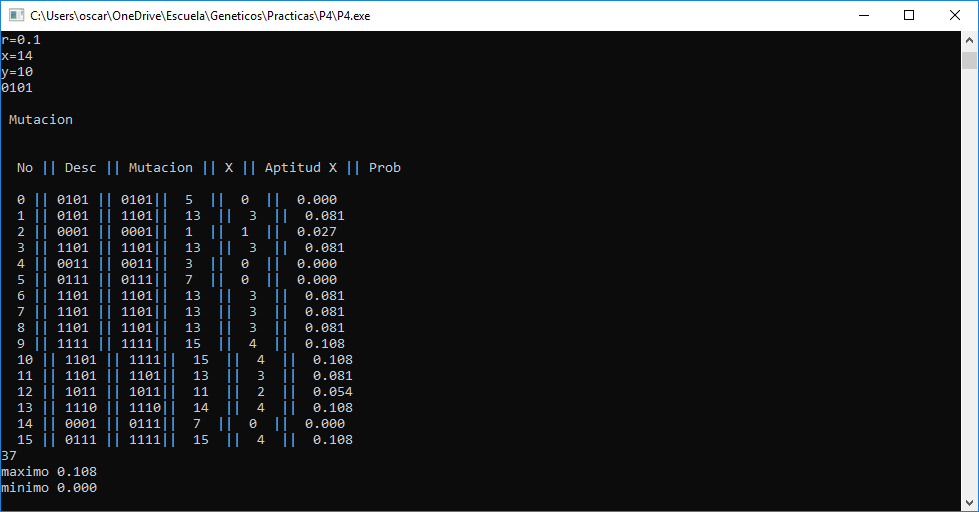 C:\Users\oscar\OneDrive\Escuela\Geneticos\Practicas\P4\P4.exe
r=0.1
x=14
y=10
0101
Mutacion
No || Desc || Mutacion || X || Aptitud X || Prob
0 || 0101 || 0101|| 5 || 0 || 0.000
1 || 0101 || 1101|| 13 || 3 || 0.081
2 || 0001 || 0001|| 1 || 1 || 0.027
3 || 1101 || 1101|| 13 || 3 || 0.081
4 || 0011 || 0011|| 3 || 0 || 0.000
5 || 0111 || 0111|| 7 || 0 || 0.000
6 || 1101 || 1101|| 13 || 3 || 0.081
7 || 1101 || 1101|| 13 || 3 || 0.081
8 || 1101 || 1101|| 13 || 3 || 0.081
9 || 1111 || 1111|| 15 || 4 || 0.108
10 || 1101 || 1111|| 15 || 4 || 0.108
11 || 1101 || 1101|| 13 || 3 || 0.081
12 || 1011 || 1011|| 11 || 2 || 0.054
13 || 1110 || 1110|| 14 || 4 || 0.108
14 || 0001 || 0111|| 7 || 0 || 0.000
15 || 0111 || 1111|| 15 || 4 || 0.108
37
maximo 0.108
minimo 0.000